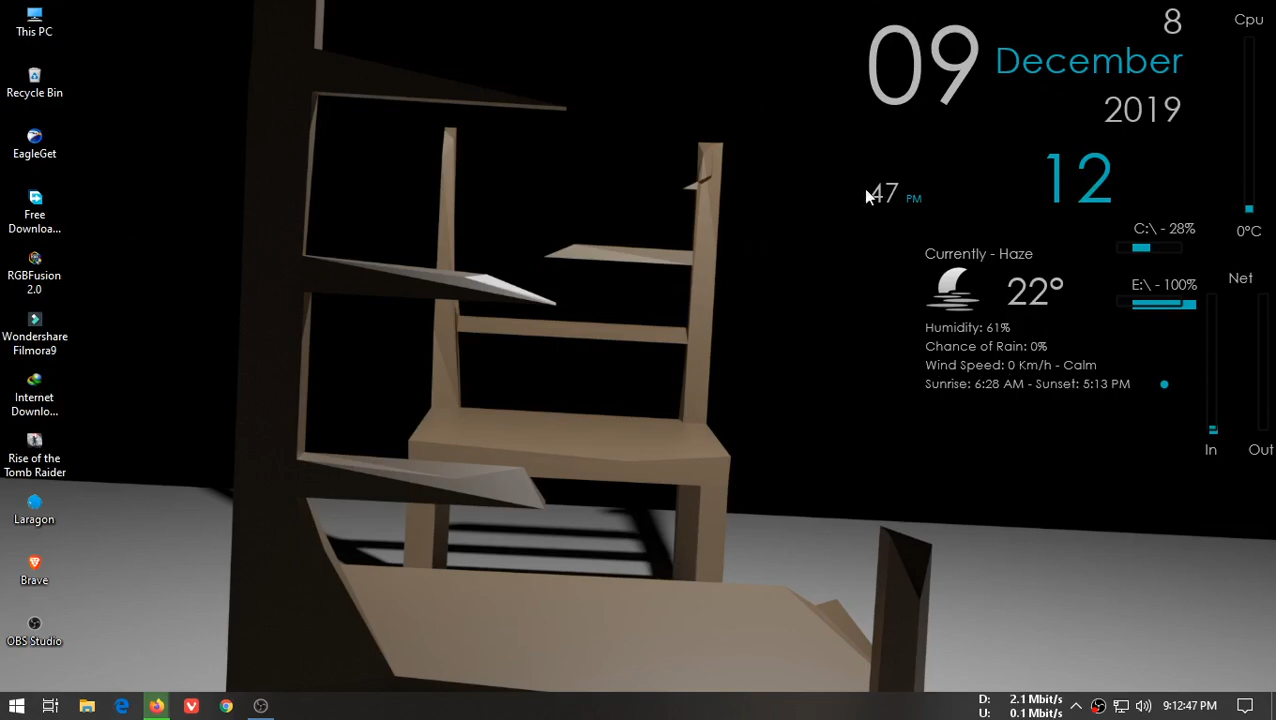 This PC
Recycle Bin
EagleGet
Free
Downloa...
RGBFusion
2.0
Wondershare
Filmora9
Internet
Downlo...
Rise of the
Tomb Raider
Laragon
Brave
OBS Studio
09
8
December
2019
12
47 PM
Currently - Haze
22°
Humidity: 61%
Chance of Rain: 0%
Wind Speed: 0 Km/h - Calm
Sunrise: 6:28 AM - Sunset: 5:13 PM
Cpu
0°C
C:\ - 28%
E:\ - 100%
Net
In
Out
D: 2.1 Mbit/s
U: 0.1 Mbit/s
9:12:47 PM